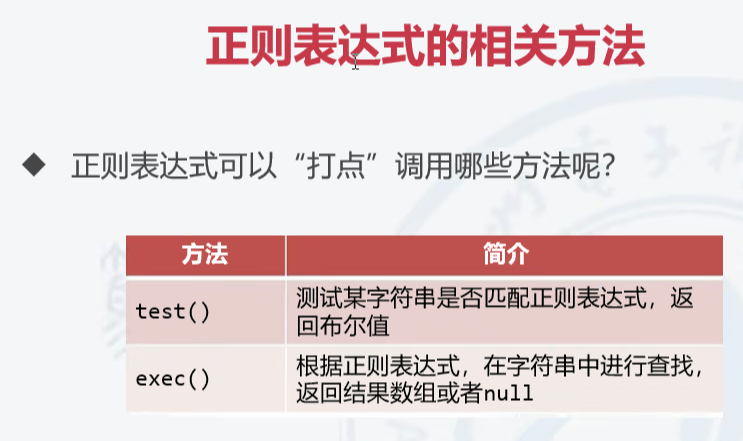 正则表达式的相关方法
◆ 正则表达式可以“打点”调用哪些方法呢?
方法 简介
test() 测试某字符串是否匹配正则表达式，返
回布尔值
exec() 根据正则表达式，在字符串中进行查找，
返回结果数组或者null